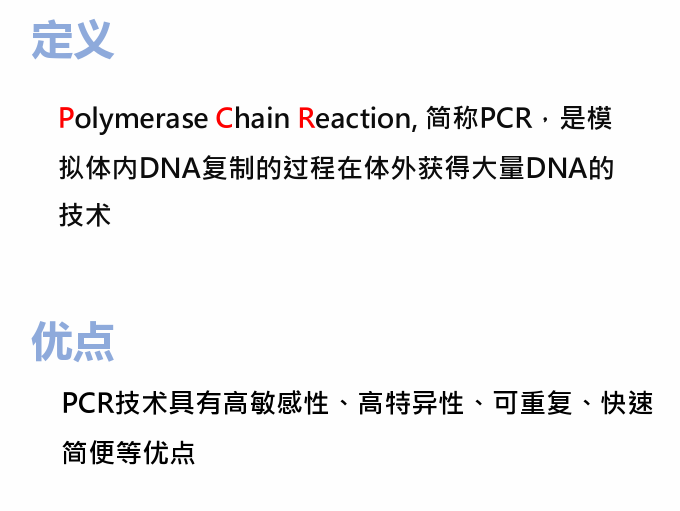 定义
Polymerase Chain Reaction, 简称PCR，是模
拟体内DNA复制的过程在体外获得大量DNA的
技术
优点
PCR技术具有高敏感性、高特异性、可重复、快速
简便等优点